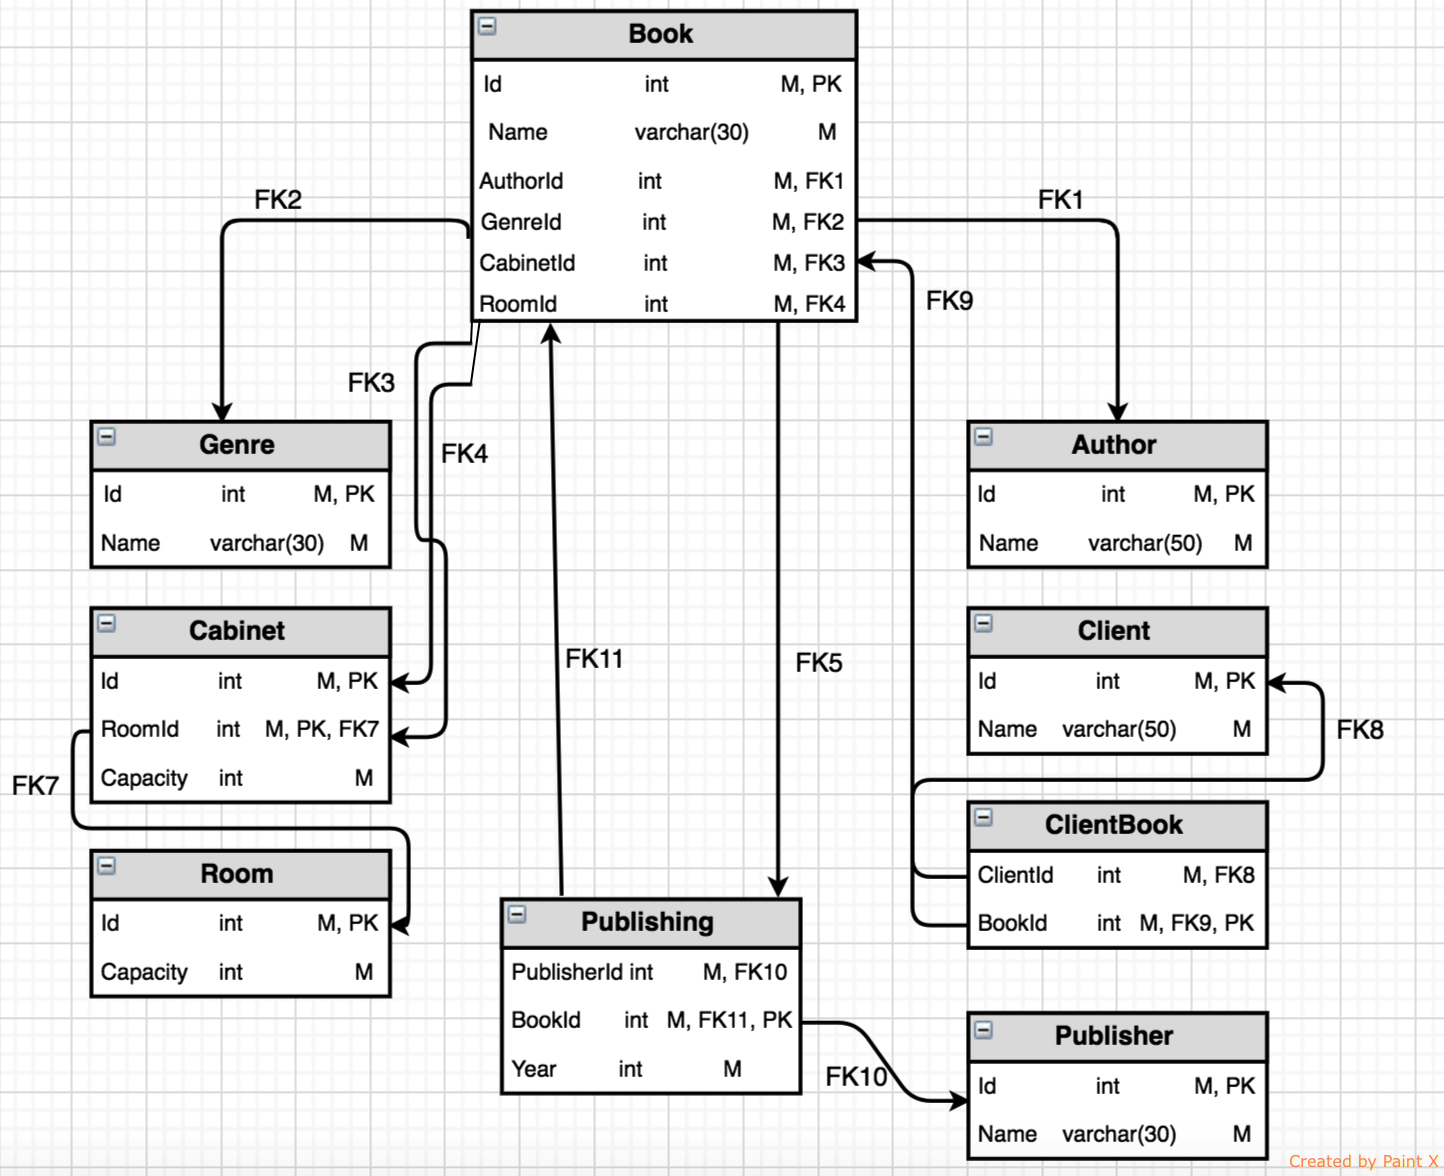 Book
Id int M, PK
Name varchar(30) M
AuthorId int M, FK1
GenreId int M, FK2
CabinetId int M, FK3
RoomId int M, FK4
FK2
FK1
FK9
FK3
FK4
Genre
Id int M, PK
Name varchar(30) M
Author
Id int M, PK
Name varchar(50) M
Cabinet
Id int M, PK
RoomId int M, PK, FK7
Capacity int M
FK11
FK5
Client
Id int M, PK
Name varchar(50) M
FK8
FK7
Room
Id int M, PK
Capacity int M
ClientBook
ClientId int M, FK8
BookId int M, FK9, PK
Publishing
PublisherId int M, FK10
BookId int M, FK11, PK
Year int M
FK10
Publisher
Id int M, PK
Name varchar(30) M
Created by Paint X